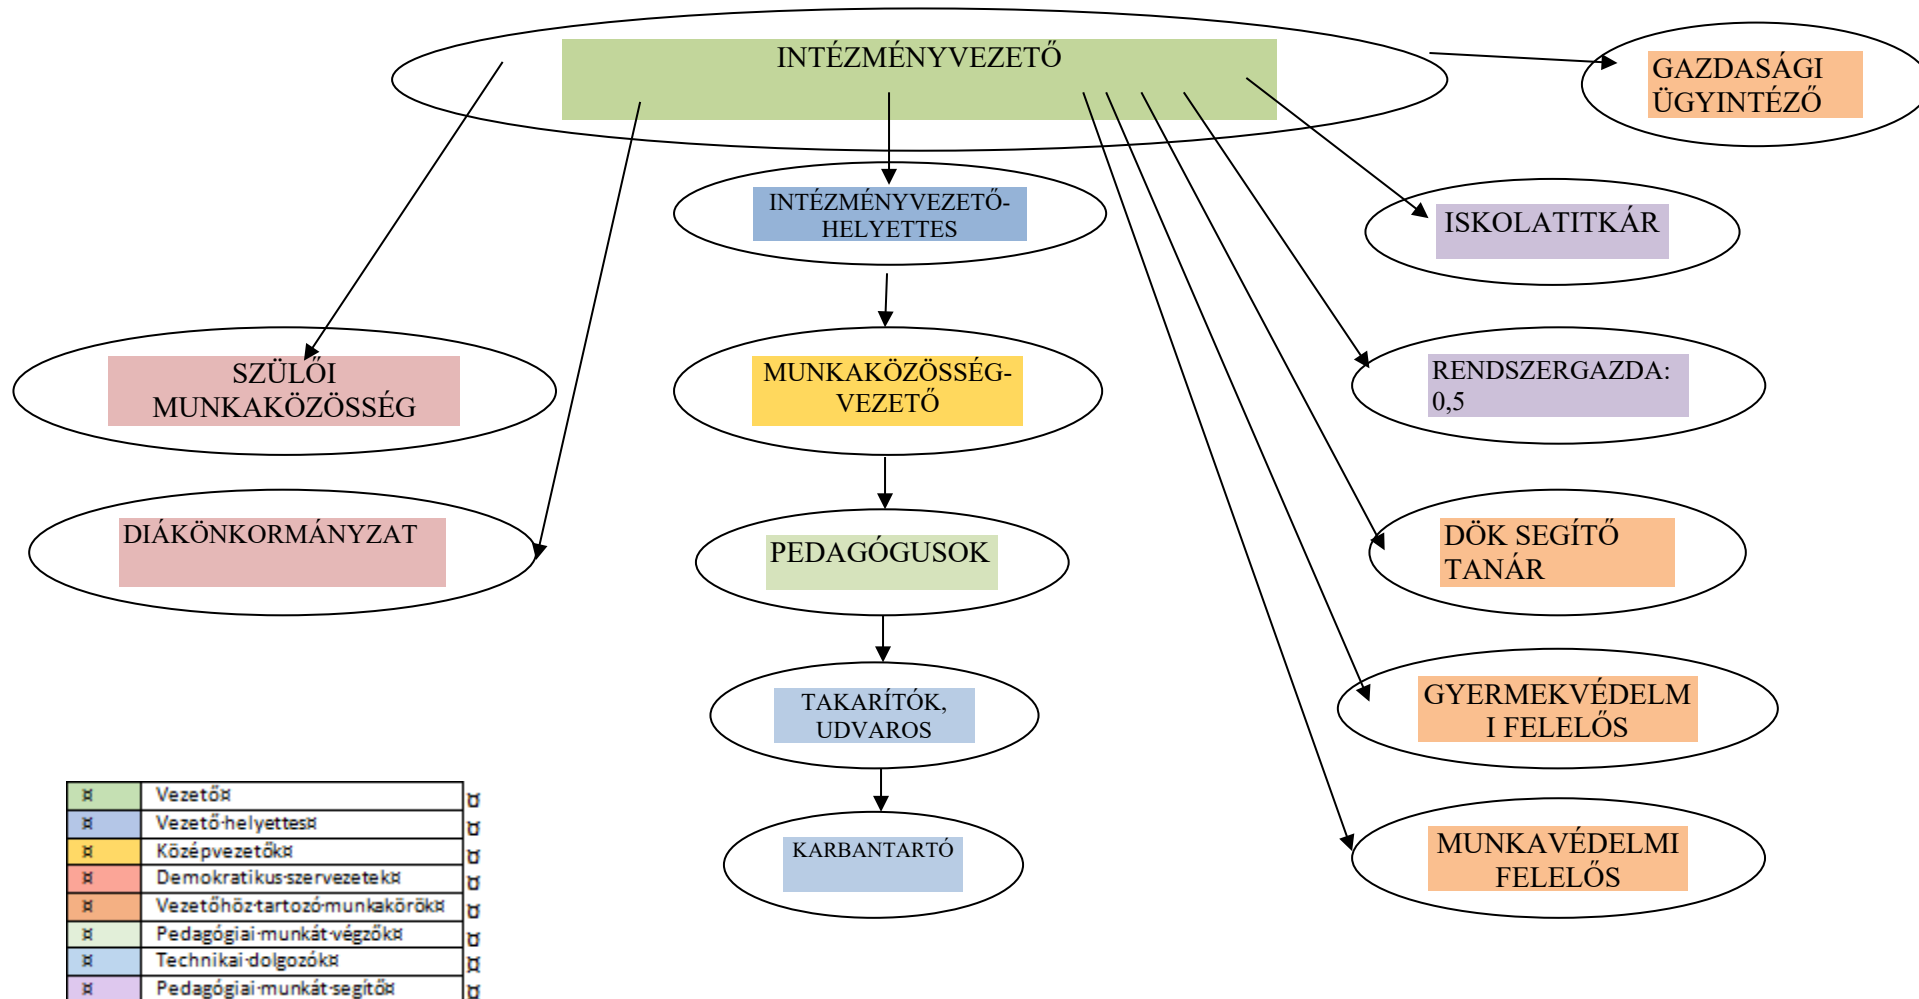 INTÉZMÉNYVEZETŐ
GAZDASÁGI
ÜGYINTÉZŐ
INTÉZMÉNYVEZETŐ-
HELYETTES
ISKOLATITKÁR
SZÜLŐI
MUNKAKÖZÖSSÉG
MUNKAKÖZÖSSÉG-
VEZETŐ
RENDSZERGAZDA:
0,5
DIÁKÖNKORMÁNYZAT
PEDAGÓGUSOK
DÖK SEGÍTŐ
TANÁR
TAKARÍTÓK,
UDVAROS
GYERMEKVÉDELM
I FELELŐS
KARBANTARTÓ
MUNKAVÉDELMI
FELELŐS
¤ Vezető¤ ¤
¤ Vezető·helyettes¤ ¤
¤ Középvezetők¤ ¤
¤ Demokratikus·szervezetek¤ ¤
¤ Vezetőhöz·tartozó·munkakörök¤ ¤
¤ Pedagógiai·munkát·végzők¤ ¤
¤ Technikai·dolgozók¤ ¤
¤ Pedagógiai·munkát·segítő¤ ¤